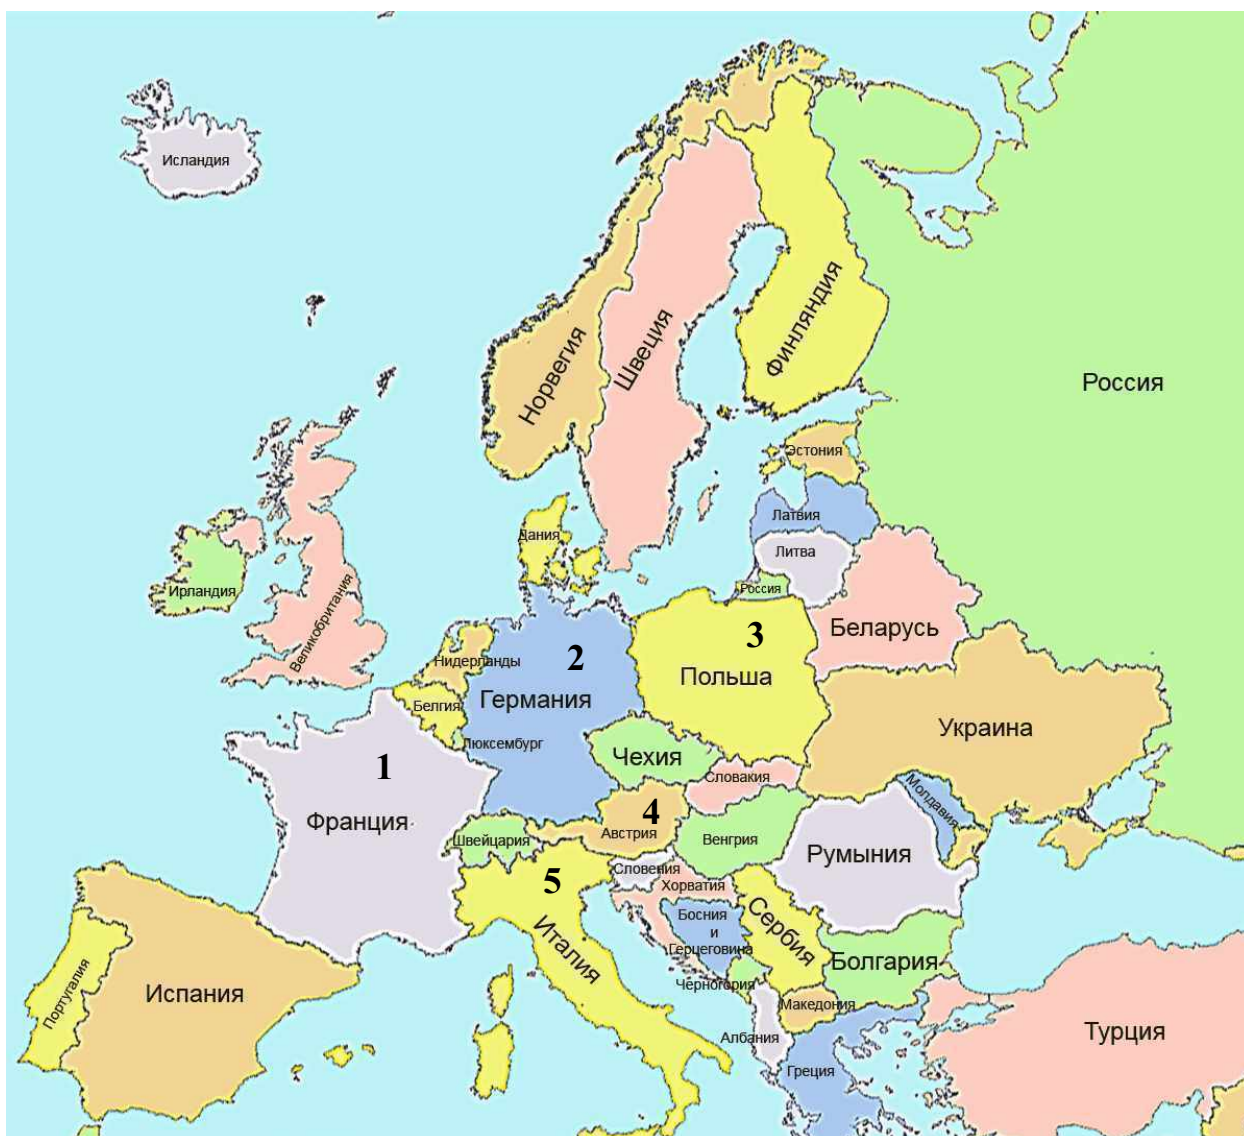 Исландия
Норвегия
Швеция
Финляндия
Россия
Эстония
Латвия
Литва
Россия
Дания
Ирландия
Великобритания
Беларусь
Нидерланды
2
3
Германия
Польша
Белгия
Люксембург
Чехия
Словакия
Украина
1
Франция
4
Австрия
Швейцария
Венгрия
Молдавия
Румыния
5
Италия
Словения
Хорватия
Босния
и
Герцеговина
Сербия
Болгария
Черногория
Македония
Албания
Греция
Турция
Португалия
Испания